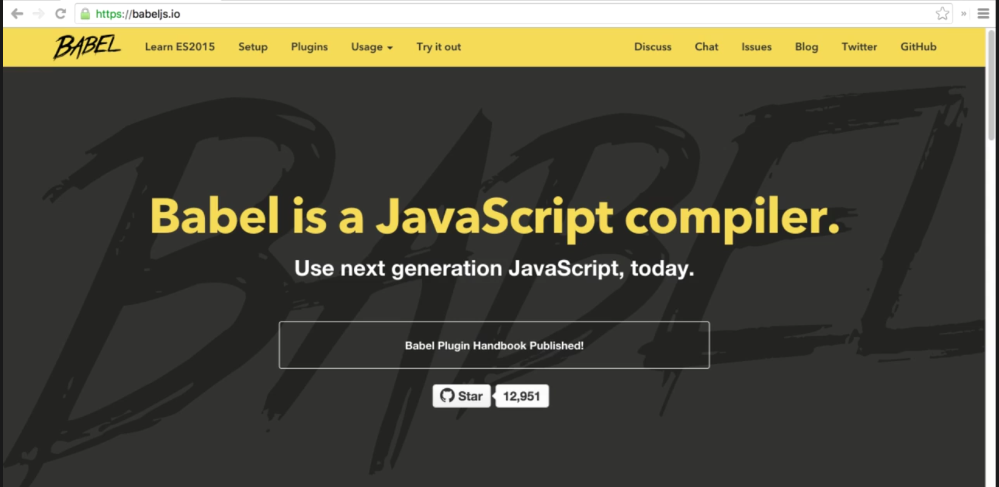 https://babeljs.io
BABEL Learn ES2015 Setup Plugins Usage Try it out Discuss Chat Issues Blog Twitter GitHub
BABEL
Babel is a JavaScript compiler.
Use next generation JavaScript, today.
Babel Plugin Handbook Published!
Star 12,951